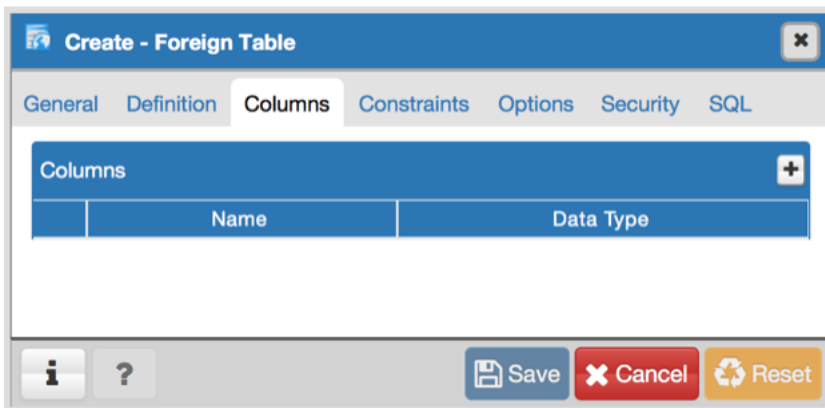 Create - Foreign Table
General Definition Columns Constraints Options Security SQL
Columns
Name Data Type
i ? Save Cancel Reset